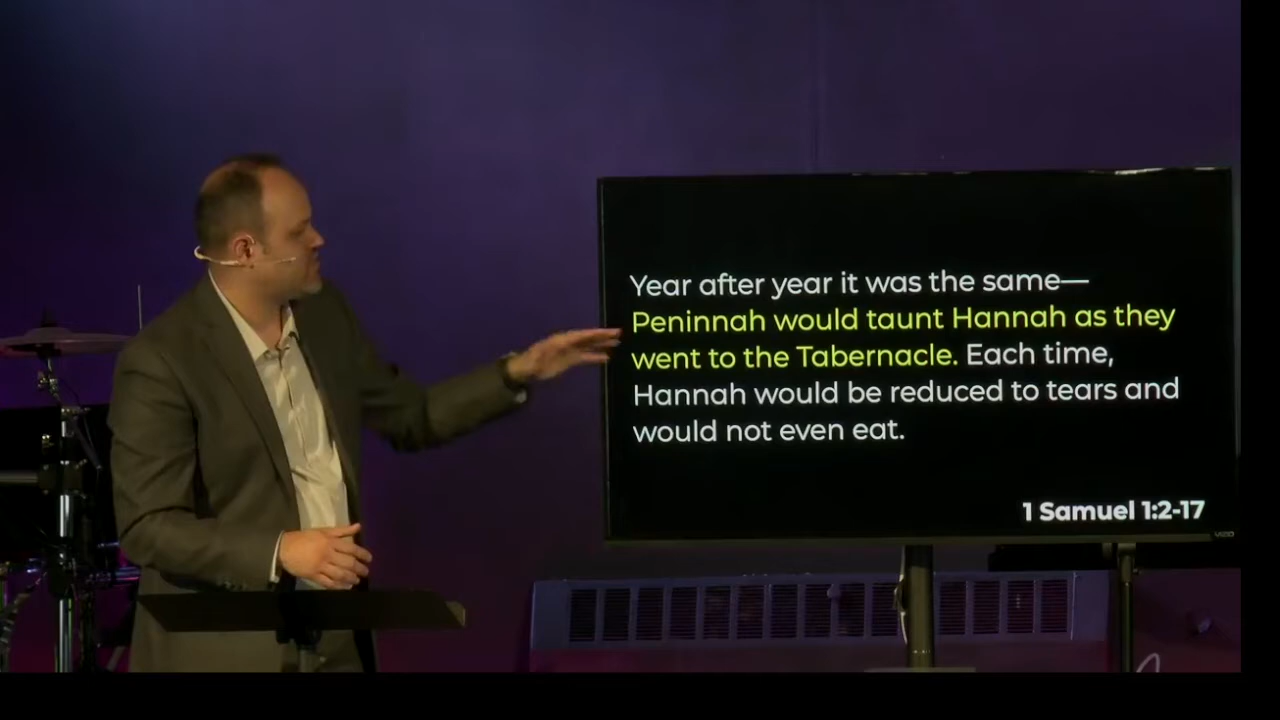 Year after year it was the same—
Peninnah would taunt Hannah as they
went to the Tabernacle. Each time,
Hannah would be reduced to tears and
would not even eat.
1 Samuel 1:2-17
VIZIO